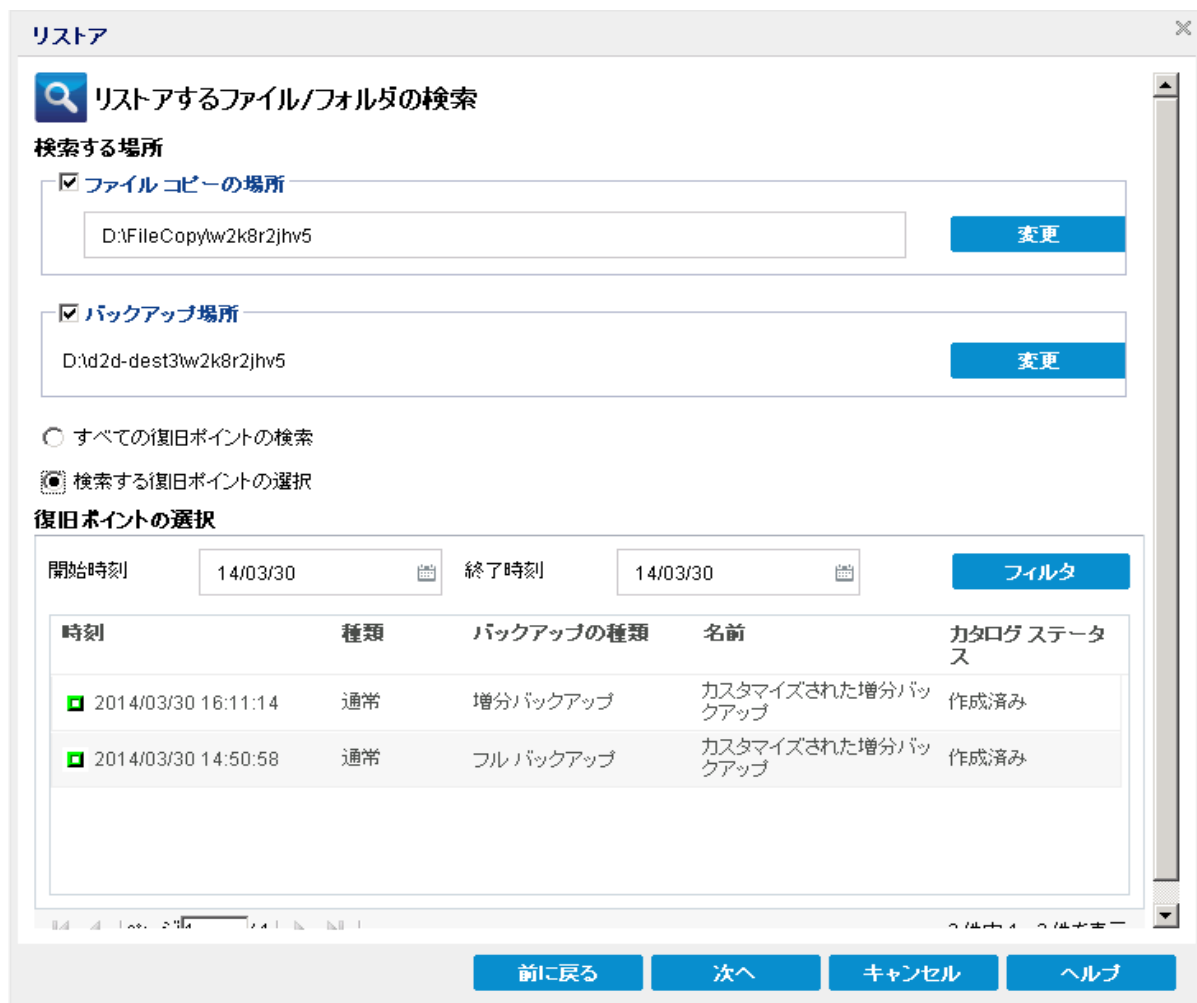 リストア
リストアするファイル/フォルダの検索
検索する場所
ファイル コピーの場所
D:\FileCopy\w2k8r2jhv5
変更
バックアップ場所
D:\d2d-dest3\w2k8r2jhv5
変更
すべての復旧ポイントの検索
検索する復旧ポイントの選択
復旧ポイントの選択
開始時刻 14/03/30 終了時刻 14/03/30 フィルタ
時刻 種類 バックアップの種類 名前 カタログ ステータ
ス
2014/03/30 16:11:14 通常 増分バックアップ カスタマイズされた増分バッ
クアップ 作成済み
2014/03/30 14:50:58 通常 フル バックアップ カスタマイズされた増分バッ
クアップ 作成済み
前に戻る 次へ キャンセル ヘルプ